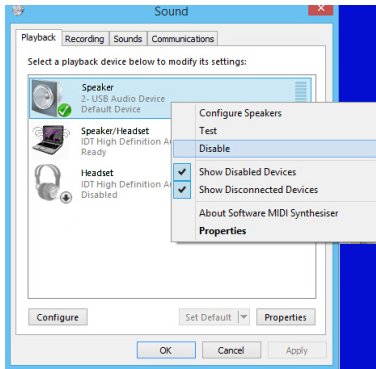 Sound
Playback Recording Sounds Communications
Select a playback device below to modify its settings:
Speaker
2- USB Audio Device
Default Device
Speaker/Headset
IDT High Definition
Ready
Headset
IDT High Definition
Disabled
Configure Speakers
Test
Disable
Show Disabled Devices
Show Disconnected Devices
About Software MIDI Synthesiser
Properties
Configure
Set Default
Properties
OK
Cancel
Apply